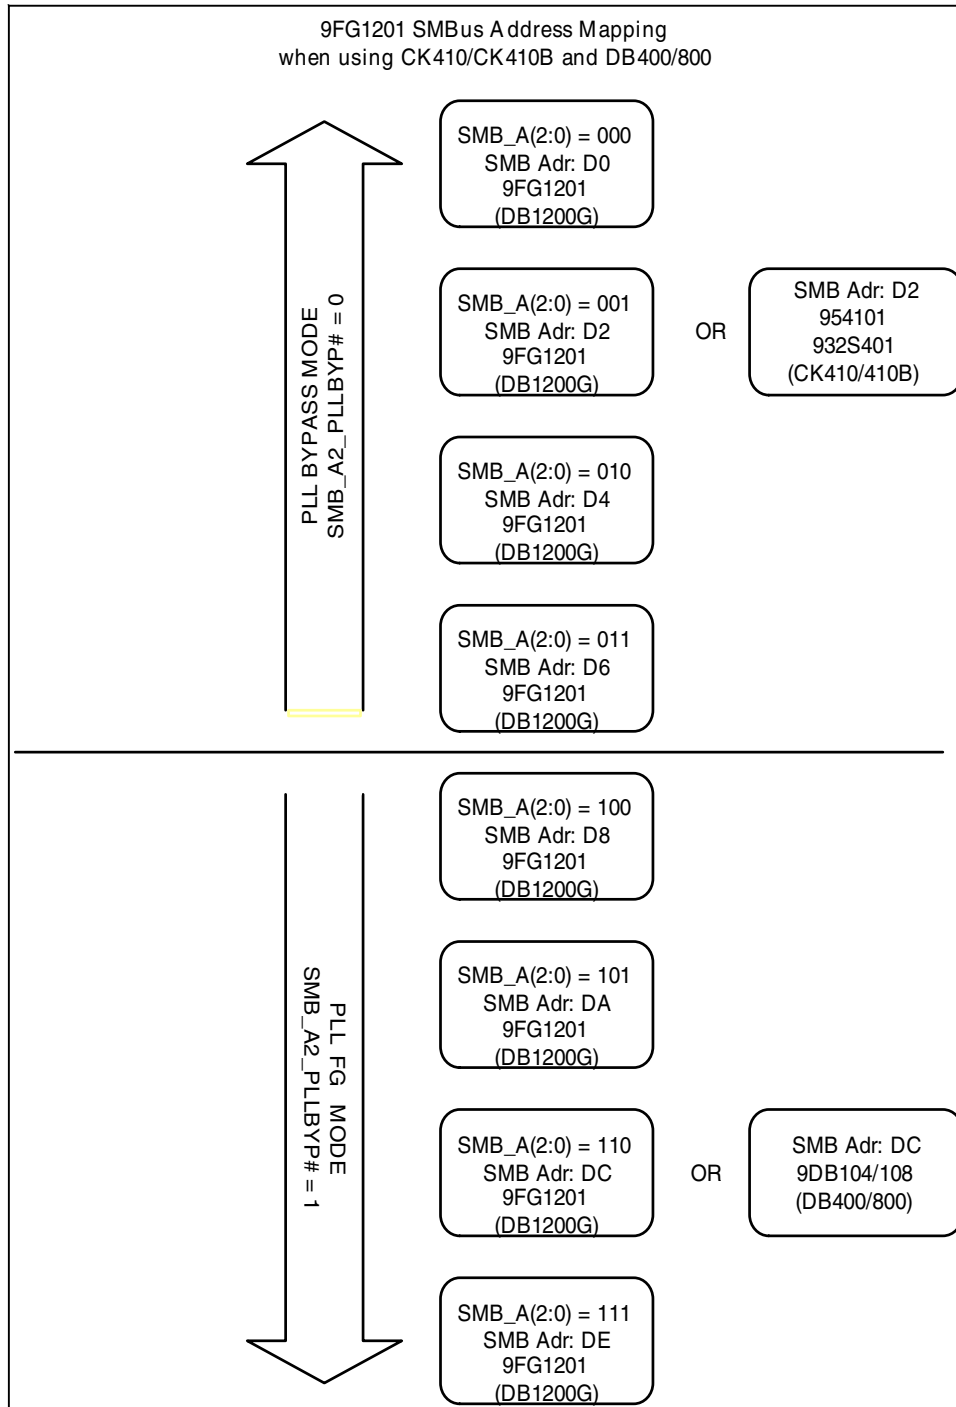 9FG1201 SMBus Address Mapping
when using CK410/CK410B and DB400/800
PLL BYPASS MODE
SMB_A2_PLLBYP# = 0
SMB_A(2:0) = 000
SMB Adr: D0
9FG1201
(DB1200G)
SMB_A(2:0) = 001
SMB Adr: D2
9FG1201
(DB1200G)
OR
SMB Adr: D2
954101
932S401
(CK410/410B)
SMB_A(2:0) = 010
SMB Adr: D4
9FG1201
(DB1200G)
SMB_A(2:0) = 011
SMB Adr: D6
9FG1201
(DB1200G)
PLL FG MODE
SMB_A2_PLLBYP# = 1
SMB_A(2:0) = 100
SMB Adr: D8
9FG1201
(DB1200G)
SMB_A(2:0) = 101
SMB Adr: DA
9FG1201
(DB1200G)
SMB_A(2:0) = 110
SMB Adr: DC
9FG1201
(DB1200G)
OR
SMB Adr: DC
9DB104/108
(DB400/800)
SMB_A(2:0) = 111
SMB Adr: DE
9FG1201
(DB1200G)